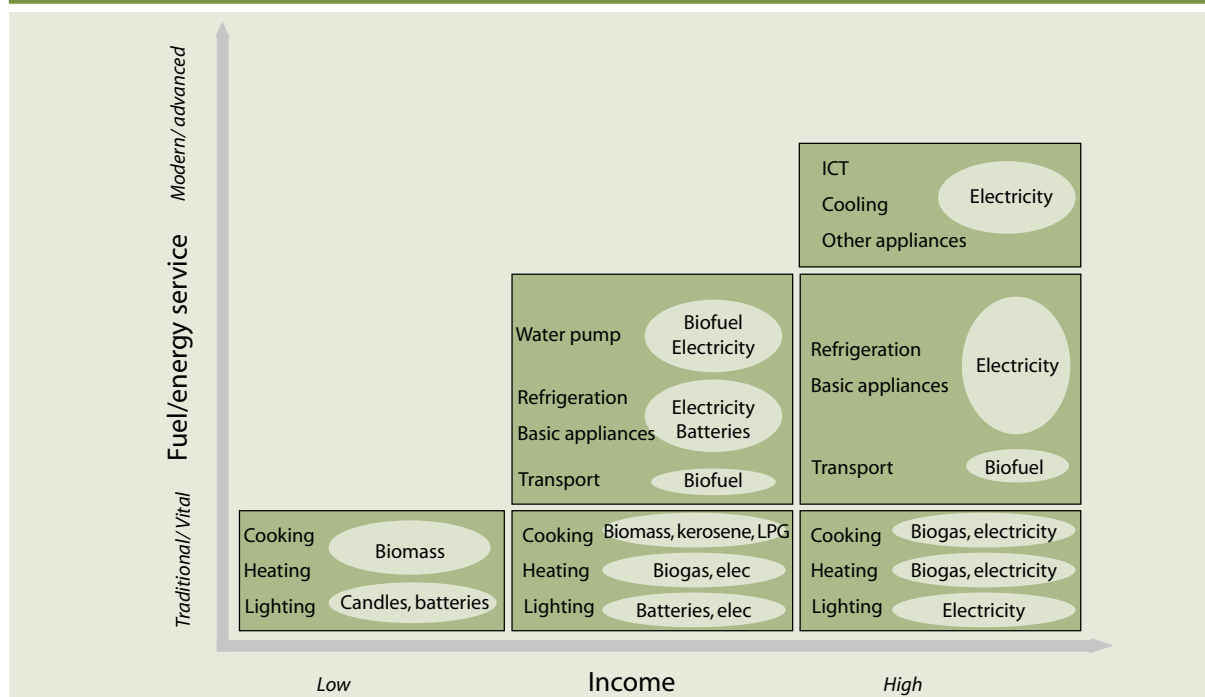 Modern/ advanced
Fuel/energy service
Traditional/ Vital
ICT
Cooling
Other appliances
Electricity
Water pump
Biofuel
Electricity
Refrigeration
Basic appliances
Electricity
Batteries
Transport
Biofuel
Refrigeration
Basic appliances
Electricity
Transport
Biofuel
Cooking
Heating
Biomass
Lighting
Candles, batteries
Cooking
Biomass, kerosene, LPG
Heating
Biogas, elec
Lighting
Batteries, elec
Cooking
Biogas, electricity
Heating
Biogas, electricity
Lighting
Electricity
Low
Income
High